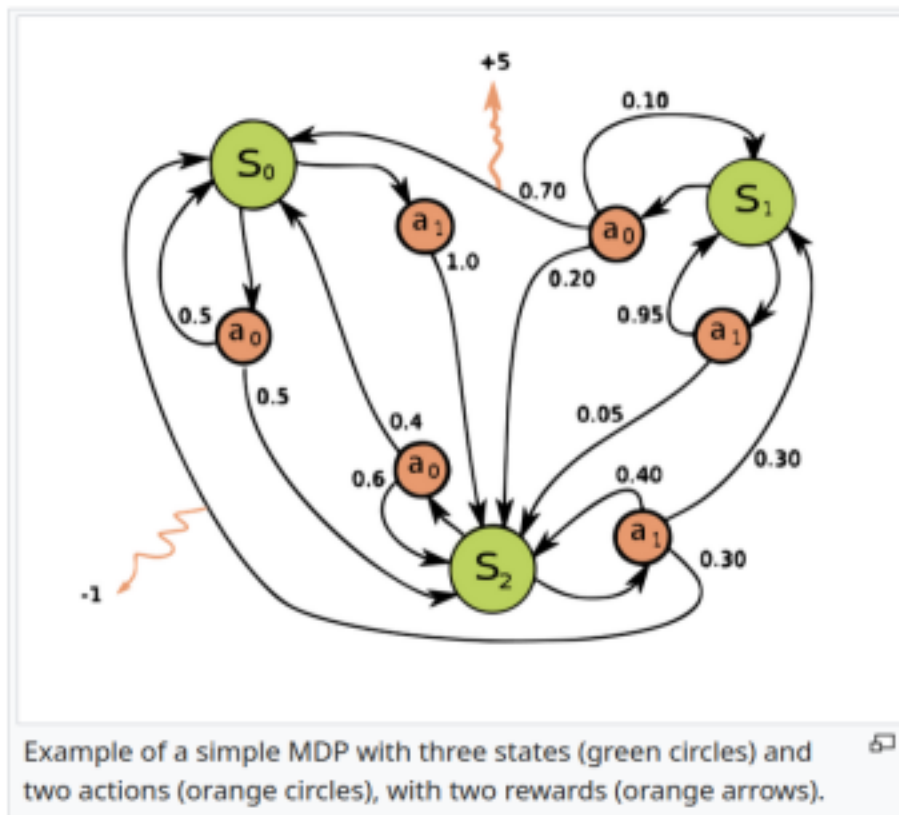 +5
0.10
S₀
S₁
0.70
a₁
a₀
1.0
0.20
0.5
0.95
a₀
a₁
0.5
0.05
0.4
0.30
0.6
a₀
0.40
a₁
S₂
0.30
-1
Example of a simple MDP with three states (green circles) and
two actions (orange circles), with two rewards (orange arrows).